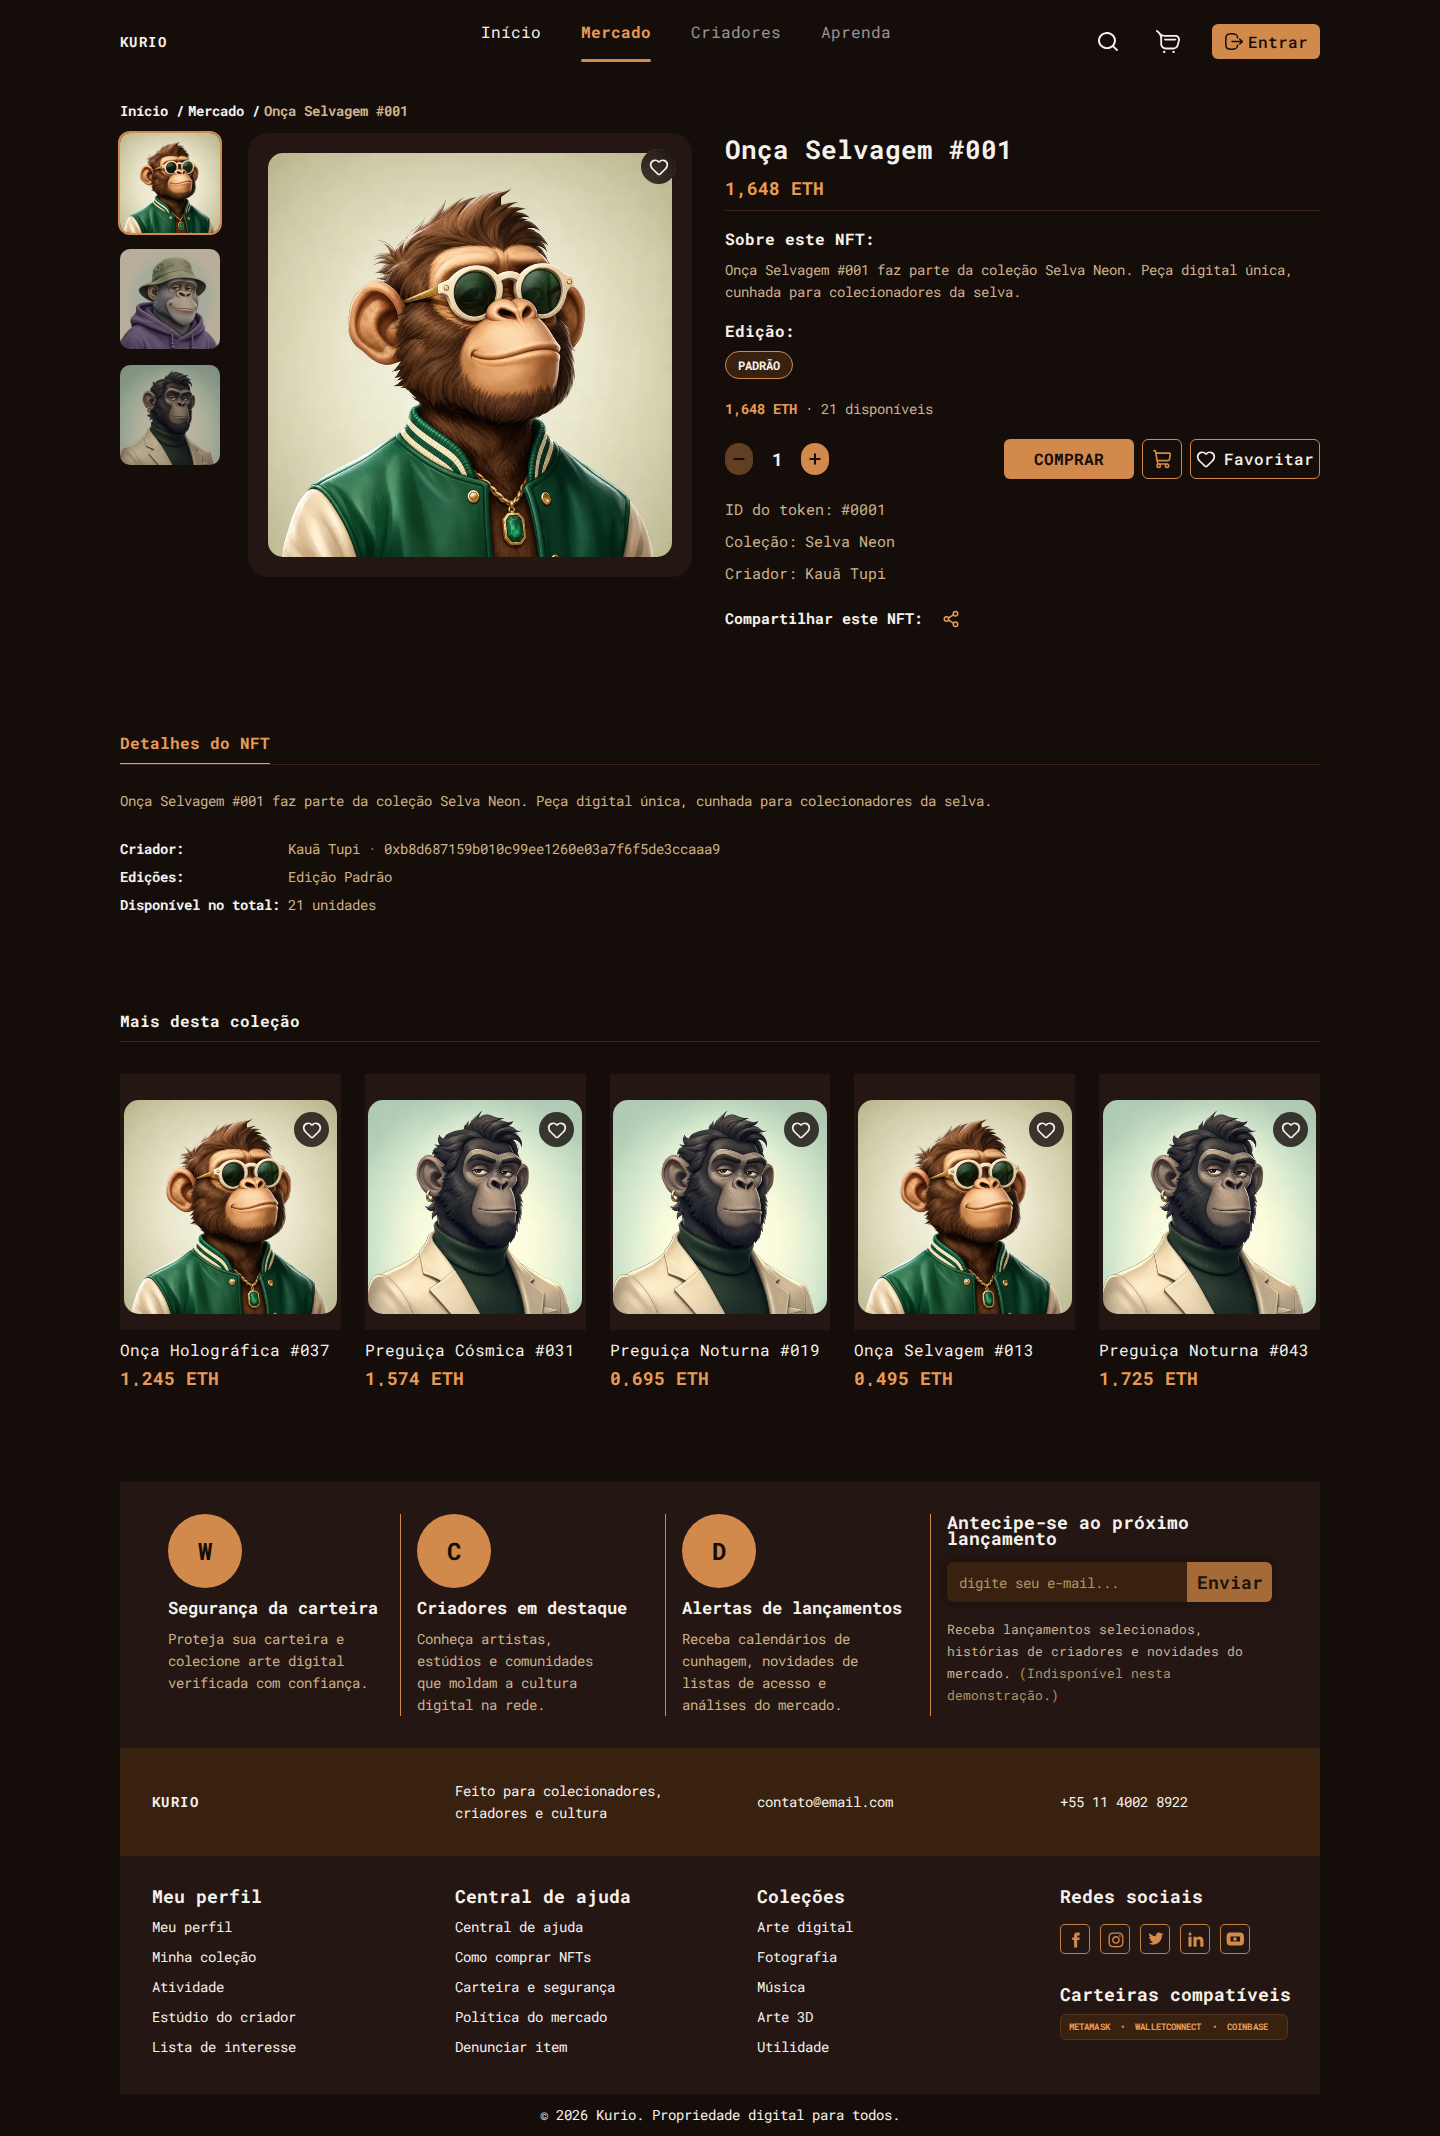 KURIO
Início
Mercado
Criadores
Aprenda
Entrar
Início / Mercado / Onça Selvagem #001
Onça Selvagem #001
1,648 ETH
Sobre este NFT:
Onça Selvagem #001 faz parte da coleção Selva Neon. Peça digital única,
cunhada para colecionadores da selva.
Edição:
PADRÃO
1,648 ETH · 21 disponíveis
1
COMPRAR
Favoritar
ID do token: #0001
Coleção: Selva Neon
Criador: Kauã Tupi
Compartilhar este NFT:
Detalhes do NFT
Onça Selvagem #001 faz parte da coleção Selva Neon. Peça digital única, cunhada para colecionadores da selva.
Criador: Kauã Tupi · 0xb8d687159b010c99ee1260e03a7f6f5de3ccaaa9
Edições: Edição Padrão
Disponível no total: 21 unidades
Mais desta coleção
Onça Holográfica #037
1.245 ETH
Preguiça Cósmica #031
1.574 ETH
Preguiça Noturna #019
0.695 ETH
Onça Selvagem #013
0.495 ETH
Preguiça Noturna #043
1.725 ETH
W
Segurança da carteira
Proteja sua carteira e
colecione arte digital
verificada com confiança.
C
Criadores em destaque
Conheça artistas,
estúdios e comunidades
que moldam a cultura
digital na rede.
D
Alertas de lançamentos
Receba calendários de
cunhagem, novidades de
listas de acesso e
análises do mercado.
Antecipe-se ao próximo
lançamento
digite seu e-mail...
Enviar
Receba lançamentos selecionados,
histórias de criadores e novidades do
mercado. (Indisponível nesta
demonstração.)
KURIO
Feito para colecionadores,
criadores e cultura
contato@email.com
+55 11 4002 8922
Meu perfil
Meu perfil
Minha coleção
Atividade
Estúdio do criador
Lista de interesse
Central de ajuda
Central de ajuda
Como comprar NFTs
Carteira e segurança
Política do mercado
Denunciar item
Coleções
Arte digital
Fotografia
Música
Arte 3D
Utilidade
Redes sociais
Carteiras compatíveis
METAMASK · WALLETCONNECT · COINBASE
© 2026 Kurio. Propriedade digital para todos.